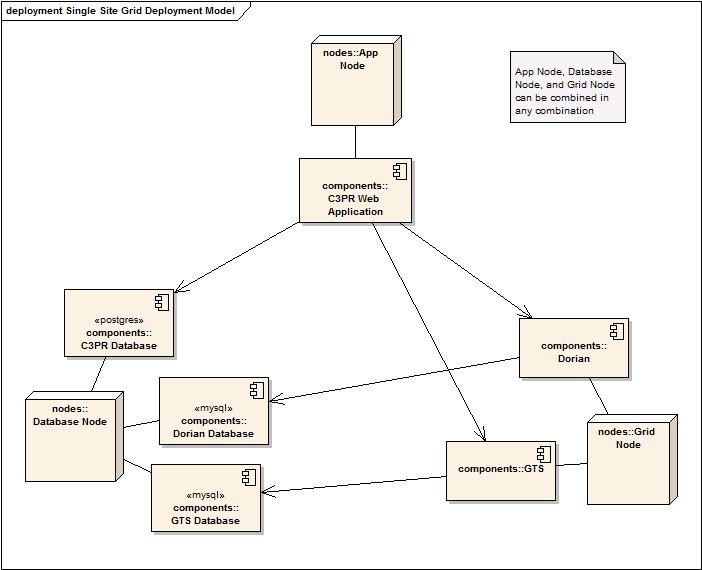 deployment Single Site Grid Deployment Model
nodes::App
Node
App Node, Database
Node, and Grid Node
can be combined in
any combination
components::
C3PR Web
Application
«postgres»
components::
C3PR Database
components::
Dorian
nodes::
Database Node
«mysql»
components::
Dorian Database
nodes::Grid
Node
components::GTS
«mysql»
components::
GTS Database